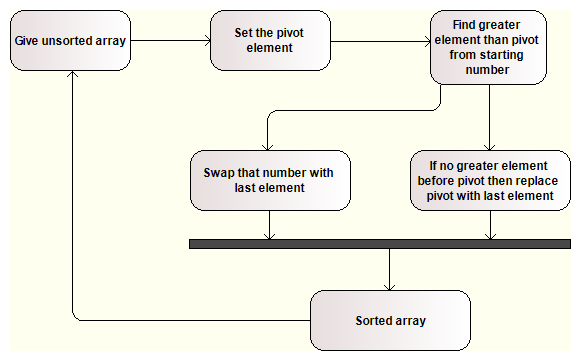 Give unsorted array
Set the pivot
element
Find greater
element than pivot
from starting
number
Swap that number with
last element
If no greater element
before pivot then replace
pivot with last element
Sorted array